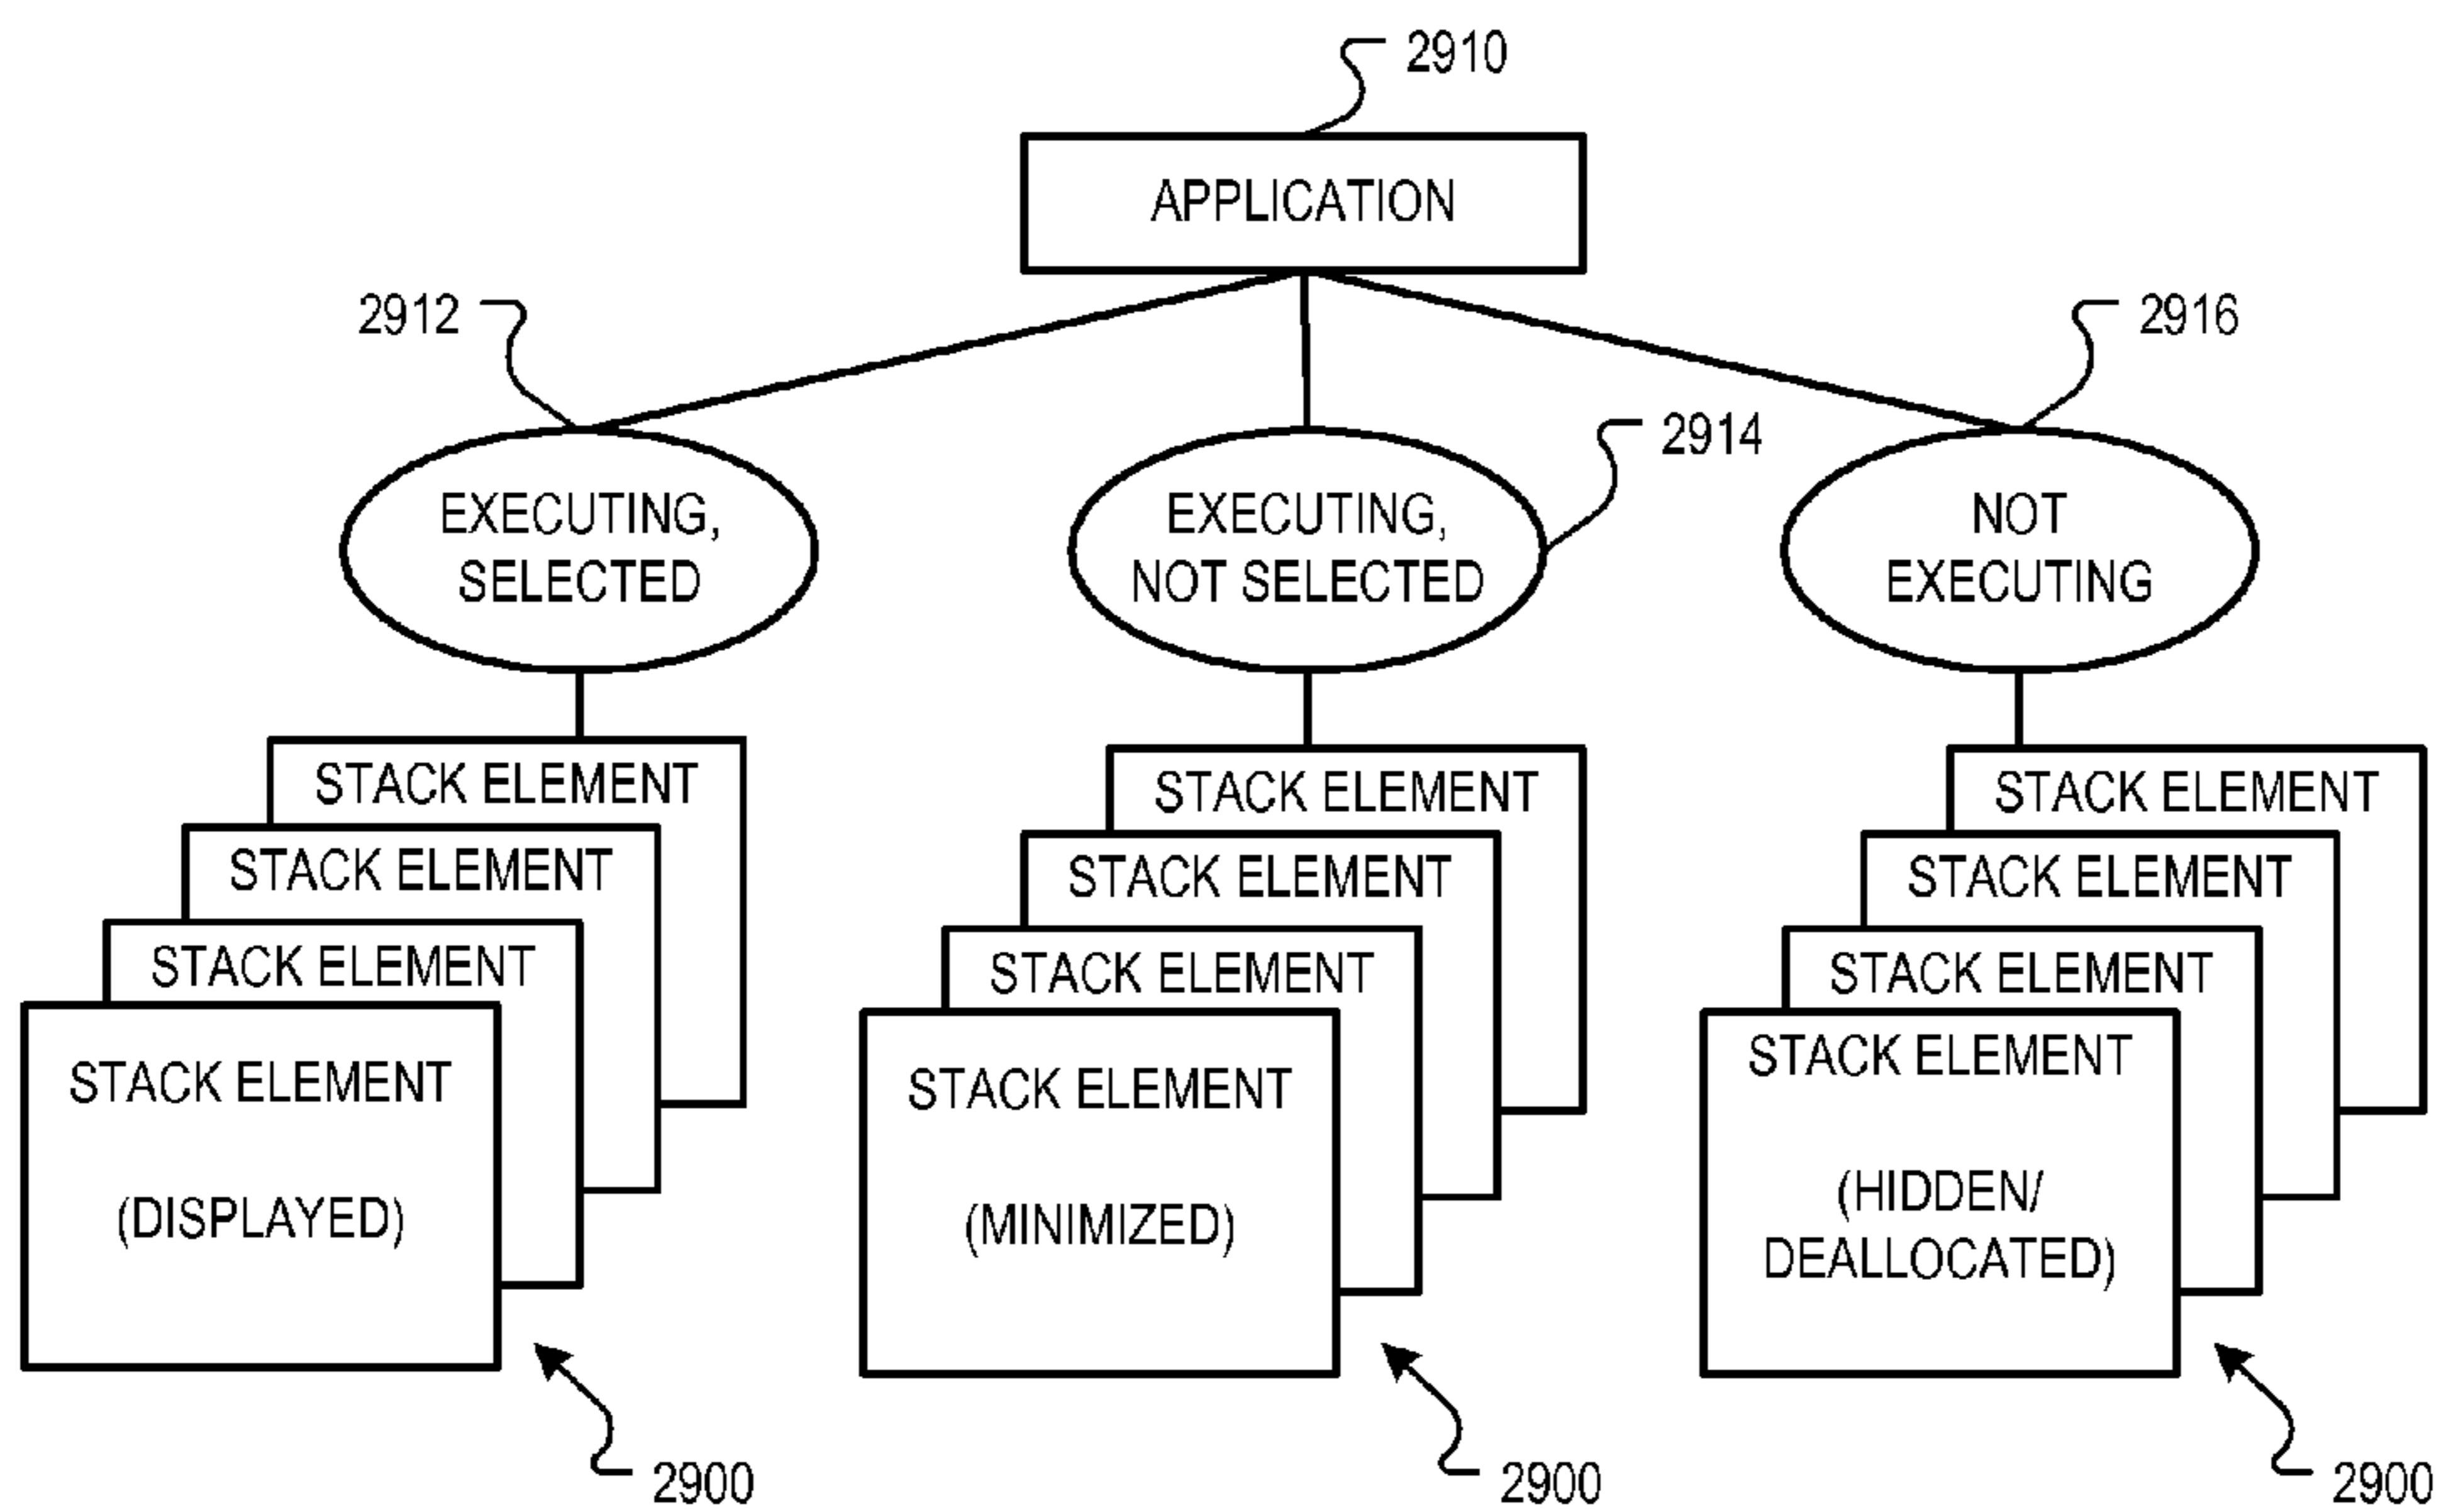 2910
APPLICATION
2912
2916
2914
EXECUTING,
SELECTED
EXECUTING,
NOT SELECTED
NOT
EXECUTING
STACK ELEMENT
STACK ELEMENT
STACK ELEMENT
STACK ELEMENT
(DISPLAYED)
2900
STACK ELEMENT
STACK ELEMENT
STACK ELEMENT
STACK ELEMENT
(MINIMIZED)
2900
STACK ELEMENT
STACK ELEMENT
STACK ELEMENT
STACK ELEMENT
(HIDDEN/
DEALLOCATED)
2900